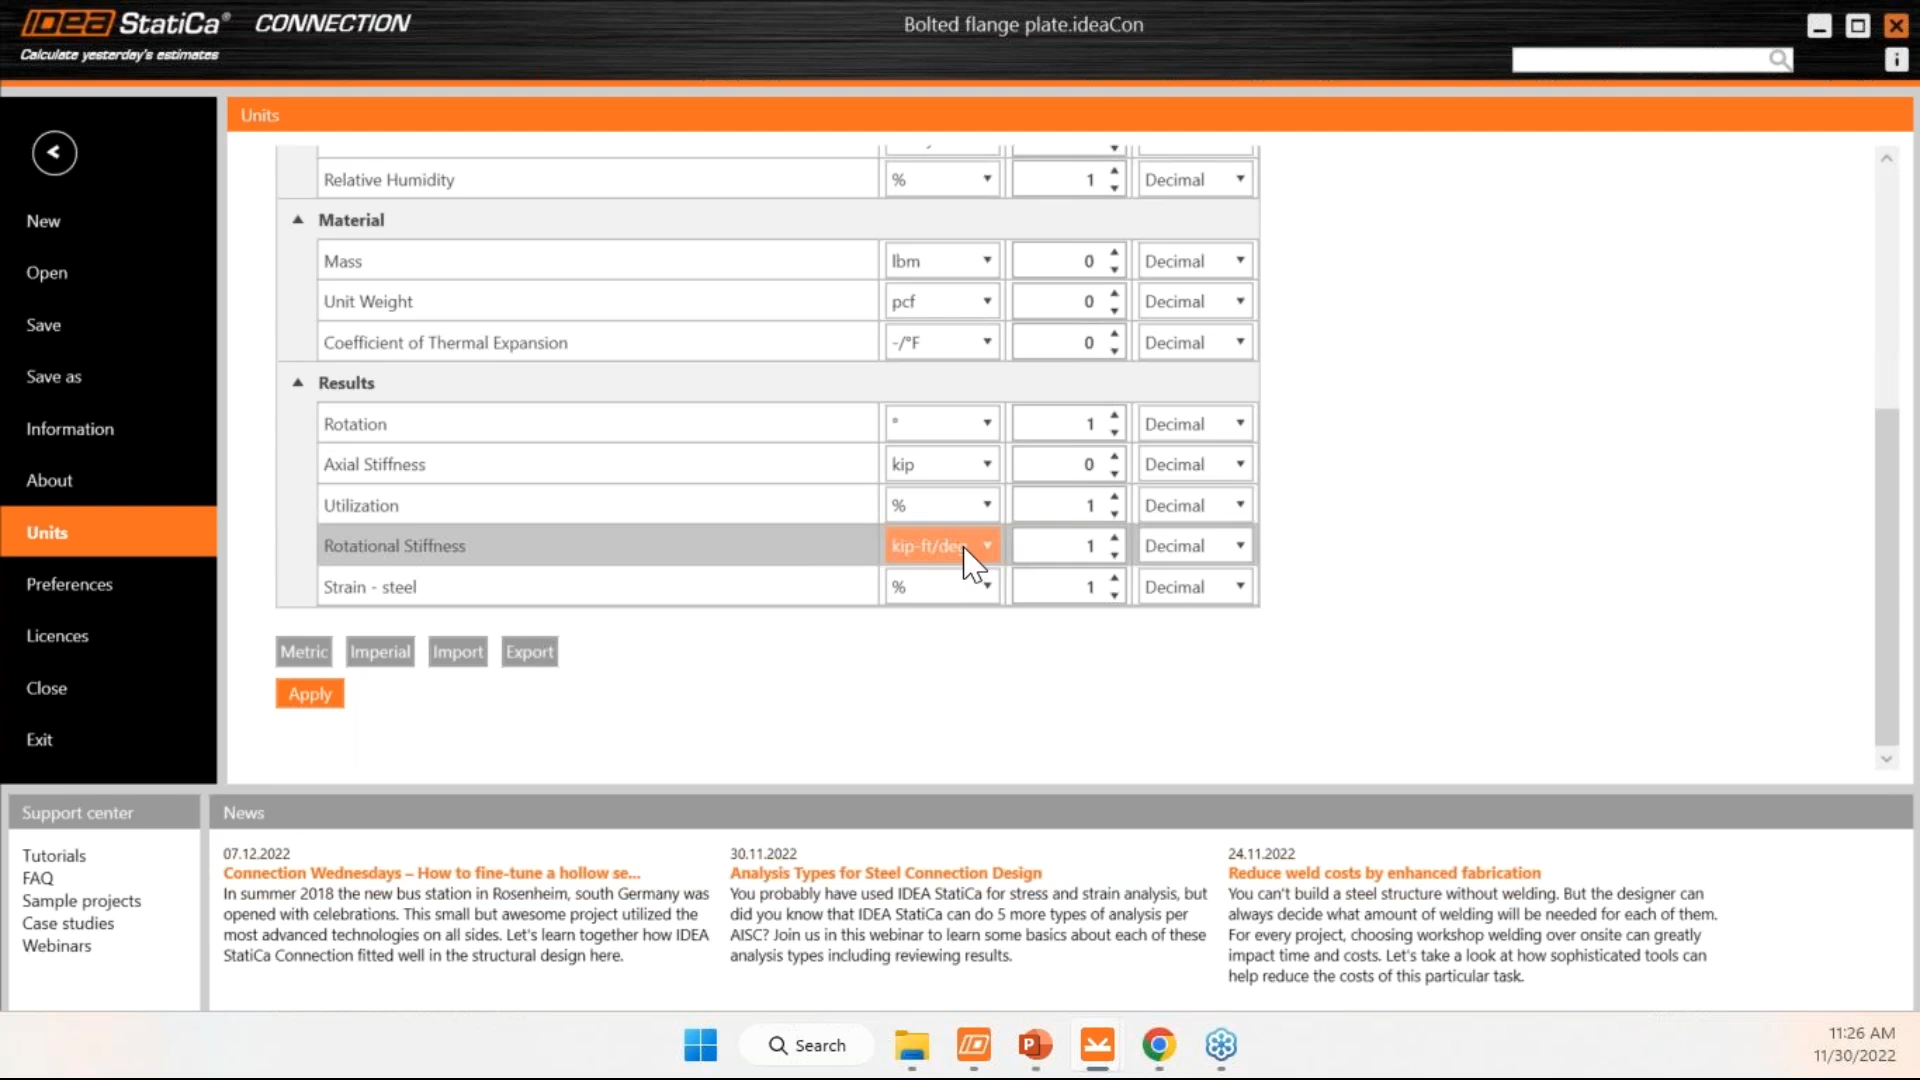 IDEA StatiCa® CONNECTION
Calculate yesterday's estimates
Bolted flange plate.ideaCon
Units
New
Open
Save
Save as
Information
About
Units
Preferences
Licences
Close
Exit
Relative Humidity % 1 Decimal
Material
Mass lbm 0 Decimal
Unit Weight pcf 0 Decimal
Coefficient of Thermal Expansion -/°F 0 Decimal
Results
Rotation ° 1 Decimal
Axial Stiffness kip 0 Decimal
Utilization % 1 Decimal
Rotational Stiffness kip-ft/deg 1 Decimal
Strain - steel % 1 Decimal
Metric Imperial Import Export
Apply
Support center
Tutorials
FAQ
Sample projects
Case studies
Webinars
News
07.12.2022
Connection Wednesdays – How to fine-tune a hollow se...
In summer 2018 the new bus station in Rosenheim, south Germany was
opened with celebrations. This small but awesome project utilized the
most advanced technologies on all sides. Let's learn together how IDEA
StatiCa Connection fitted well in the structural design here.
30.11.2022
Analysis Types for Steel Connection Design
You probably have used IDEA StatiCa for stress and strain analysis, but
did you know that IDEA StatiCa can do 5 more types of analysis per
AISC? Join us in this webinar to learn some basics about each of these
analysis types including reviewing results.
24.11.2022
Reduce weld costs by enhanced fabrication
You can't build a steel structure without welding. But the designer can
always decide what amount of welding will be needed for each of them.
For every project, choosing workshop welding over onsite can greatly
impact time and costs. Let's take a look at how sophisticated tools can
help reduce the costs of this particular task.
Search
11:26 AM
11/30/2022